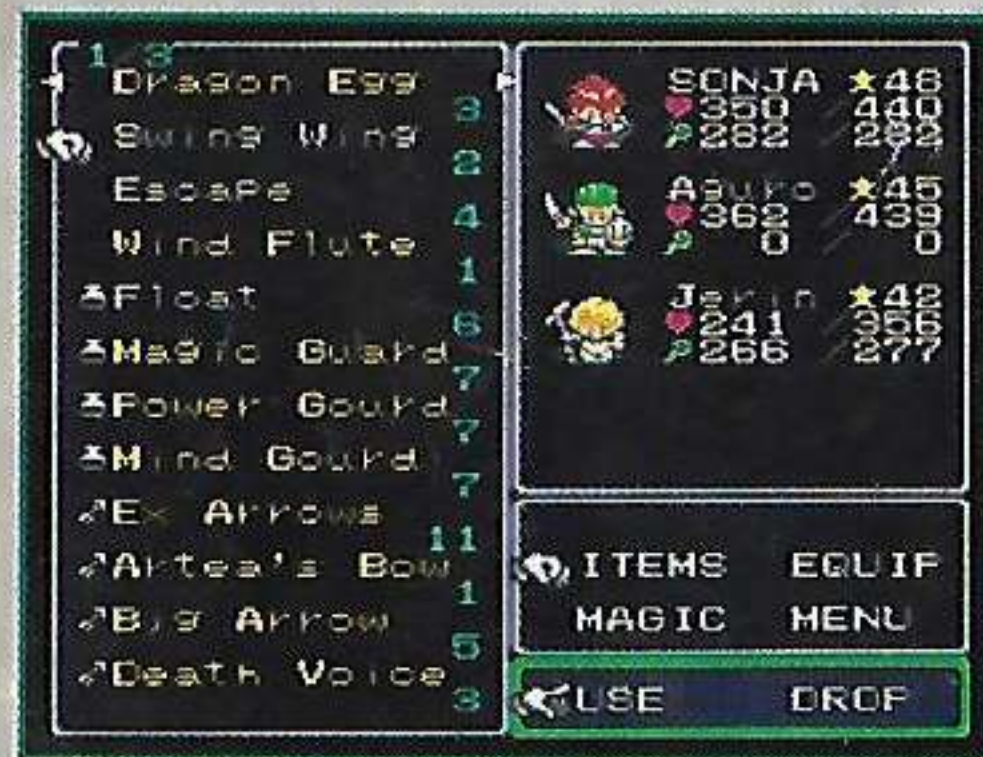 1/3
Dragon Egg
3
Swing Wing
2
Escape
4
Wind Flute
1
Float
6
Magic Guard
7
Power Gourd
7
Mind Gourd
7
Ex Arrows
11
Artea's Bow
1
Big Arrow
5
Death Voice
3
SONJA ★46
350/440
282/282
Aguro ★45
362/439
0/0
Jerin ★42
241/356
266/277
ITEMS EQUIP
MAGIC MENU
USE DROP